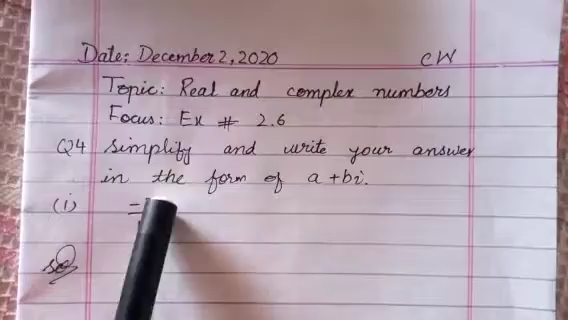 Date: December 2, 2020 CW
Topic: Real and complex numbers
Focus: Ex # 2.6
Q4 simplify and write your answer
in the form of a + bi.
(i) =